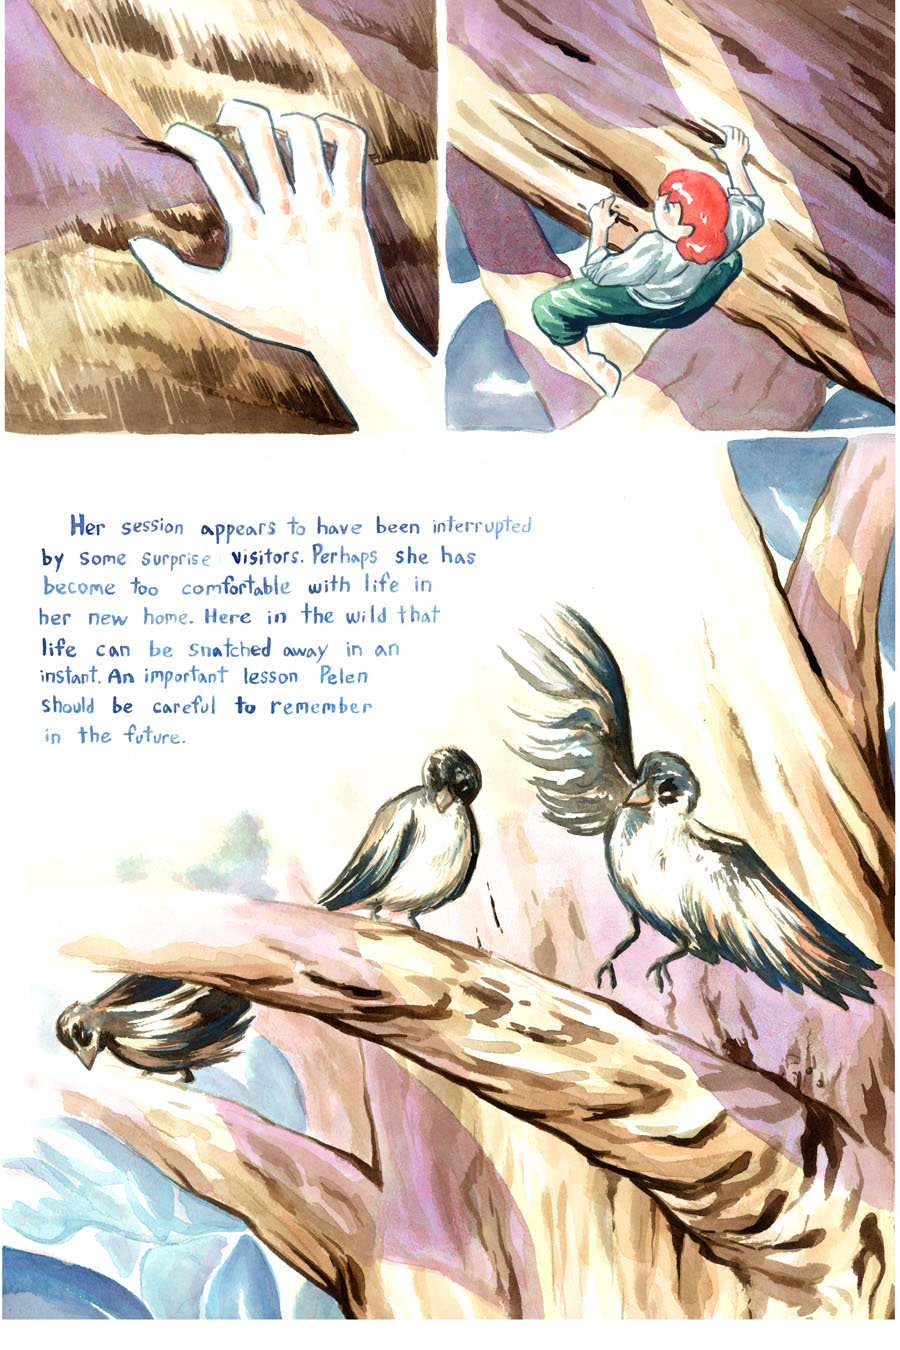 Her session appears to have been interrupted
by some surprise visitors. Perhaps she has
become too comfortable with life in
her new home. Here in the wild that
life can be snatched away in an
instant. An important lesson Pelen
should be careful to remember
in the future.